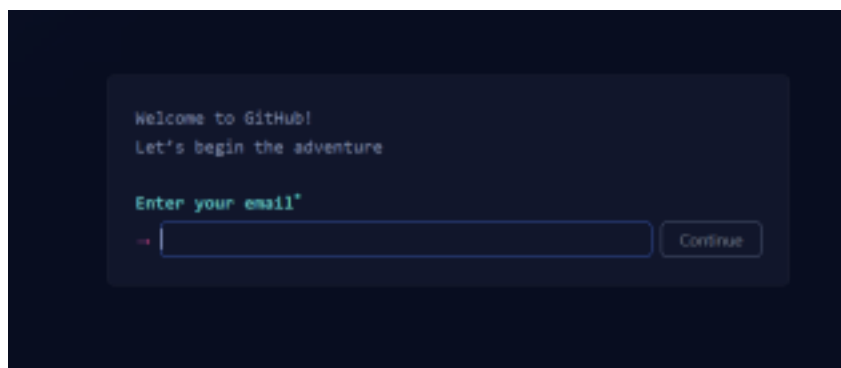 Welcome to GitHub!
Let's begin the adventure
Enter your email*
→ Continue